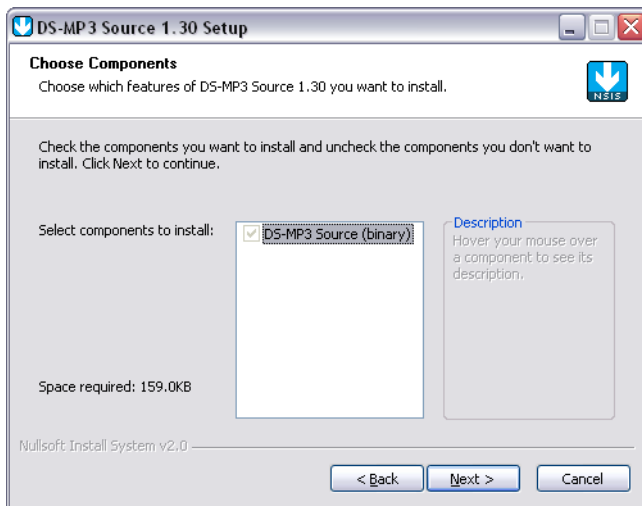 DS-MP3 Source 1.30 Setup
Choose Components
Choose which features of DS-MP3 Source 1.30 you want to install.
NSIS
Check the components you want to install and uncheck the components you don't want to
install. Click Next to continue.
Select components to install:
DS-MP3 Source (binary)
Description
Hover your mouse over
a component to see its
description.
Space required: 159.0KB
Nullsoft Install System v2.0
< Back
Next >
Cancel